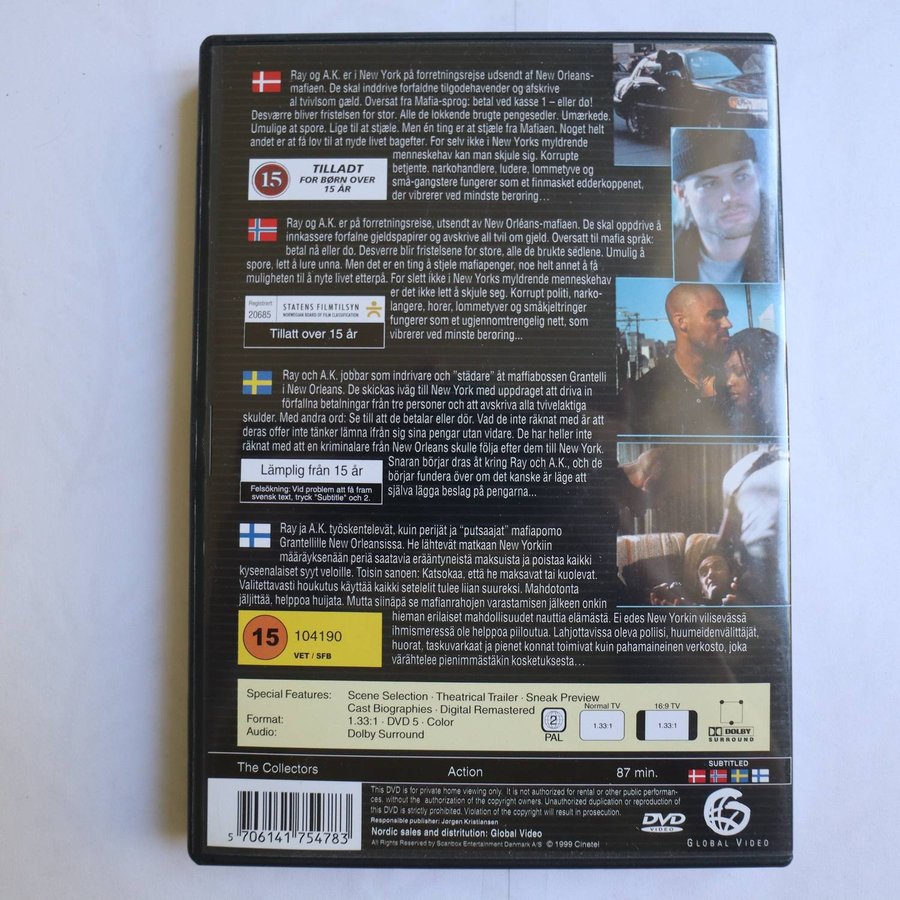 Ray og A.K. er i New York på forretningsrejse udsendt af New Orleans-
mafiaen. De skal inddrive forfaldne tilgodehavender og afskrive
al tvivlsom gæld. Oversat fra Mafia-sprog: betal ved kasse 1 – eller dø!
Desværre bliver fristelsen for stor. Alle de lokkende brugte pengesedler. Umærkede.
Umulige at spore. Lige til at stjæle. Men én ting er at stjæle fra Mafiaen. Noget helt
andet er at få lov til at nyde livet bagefter. For selv ikke i New Yorks myldrende
menneskehav kan man skjule sig. Korrupte
betjente, narkohandlere, ludere, lommetyve og
små-gangstere fungerer som et finmasket edderkoppenet,
der vibrerer ved mindste berøring...
15
TILLADT
FOR BØRN OVER
15 ÅR
Ray og A.K. er på forretningsreise, utsendt av New Orléans-mafiaen. De skal oppdrive å
innkassere forfalne gjeldspapirer og avskrive all tvil om gjeld. Oversatt til mafia språk:
betal nå eller dø. Desverre blir fristelsene for store, alle de brukte sedlene. Umulig å
spore, lett å lure unna. Men det er en ting å stjele mafiapenger, noe helt annet å få
muligheten til å nyte livet etterpå. For slett ikke i New Yorks myldrende menneskehav
er det ikke lett å skjule seg. Korrupt politi, narko-
langere, horer, lommetyver og småkjeltringer
fungerer som et ugjennomtrengelig nett, som
vibrerer ved minste berøring...
Registrert
20685
STATENS FILMTILSYN
NORWEGIAN BOARD OF FILM CLASSIFICATION
Tillatt over 15 år
Ray och A.K. jobbar som indrivare och "städare" åt maffiabossen Grantelli
i New Orleans. De skickas iväg till New York med uppdraget att driva in
förfallna betalningar från tre personer och att avskriva alla tvivelaktiga
skulder. Med andra ord: Se till att de betalar eller dör. Vad de inte räknat med är att
deras offer inte tänker lämna ifrån sig sina pengar utan vidare. De har heller inte
räknat med att en kriminalare från New Orleans skulle följa efter dem till New York.
Snaran börjar dras åt kring Ray och A.K., och de
börjar fundera över om det kanske är läge att
själva lägga beslag på pengarna...
Lämplig från 15 år
Felsökning: Vid problem att få fram
svensk text, tryck "Subtitle" och 2.
Ray ja A.K. työskentelevät, kuin perijät ja "putsaajat" mafiapomo
Grantellille New Orleansissa. He lähtevät matkaan New Yorkiin
määräyksenään periä saatavia erääntyneistä maksuista ja poistaa kaikki
kyseenalaiset syyt veloille. Toisin sanoen: Katsokaa, että he maksavat tai kuolevat.
Valitettavasti houkutus käyttää kaikki setelelit tulee liian suureksi. Mahdotonta
jäljittää, helppoa huijata. Mutta siinäpä se mafianrahojen varastamisen jälkeen onkin
hieman erilaiset mahdollisuudet nauttia elämästä. Ei edes New Yorkin vilisevässä
ihmismeressä ole helppoa piiloutua. Lahjottavissa oleva poliisi, huumeidenvälittäjät,
huorat, taskuvarkaat ja pienet konnat toimivat kuin pahamaineinen verkosto, joka
värähtelee pienimmästäkin kosketuksesta...
15
104190
VET / SFB
Special Features: Scene Selection · Theatrical Trailer · Sneak Preview
Cast Biographies · Digital Remastered
Format: 1.33:1 · DVD 5 · Color
Audio: Dolby Surround
2
PAL
Normal TV
1.33:1
16:9 TV
1.33:1
DOLBY
SURROUND
The Collectors Action 87 min.
SUBTITLED
5 706141 754783
This DVD is for private home viewing only. It is not authorized for rental or other public performan-
ces, without the authorization of the copyright owners. Unauthorized duplication or reproduction of
this DVD is strictly prohibited. Violation of the copyright will result in prosecution.
Responsible publisher: Jørgen Kristiansen
Nordic sales and distrtution: Global Video
All Rights Reserved by Scanbox Entertainment Danmark A/S © 1999 Cinetel
DVD
VIDEO
GLOBAL VIDEO